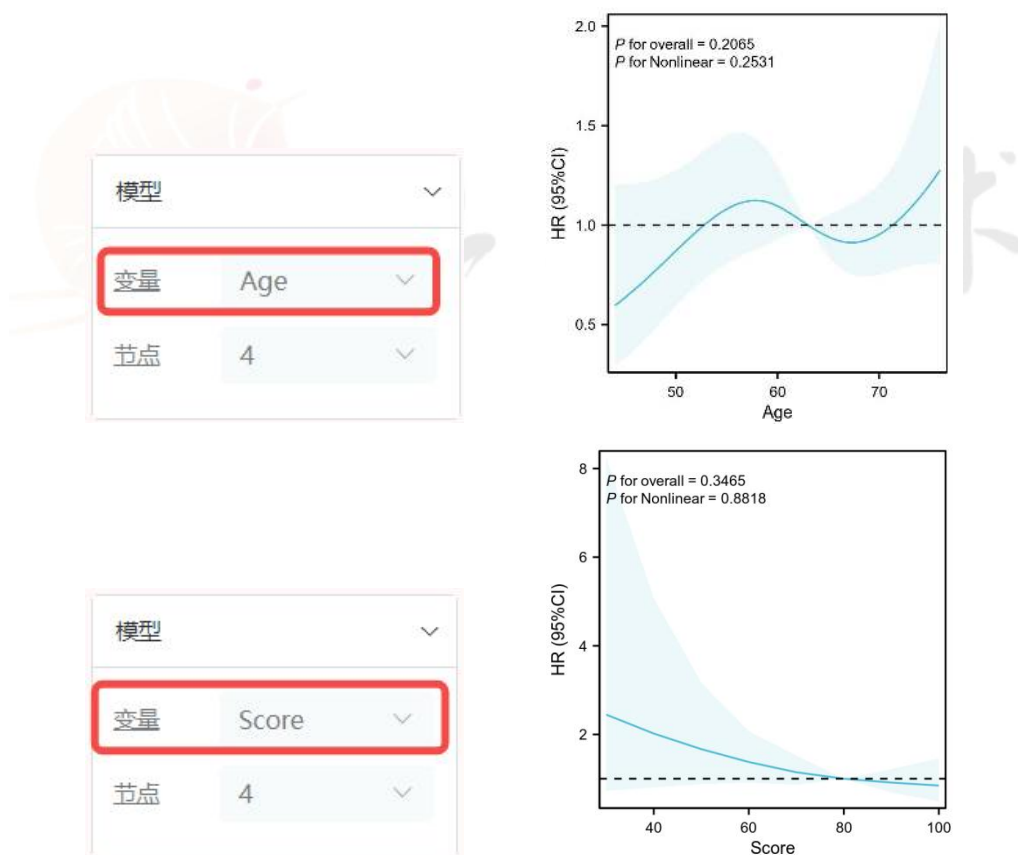 模型
变量 Age
节点 4
2.0
1.5
1.0
0.5
HR (95%CI)
P for overall = 0.2065
P for Nonlinear = 0.2531
50 60 70
Age
模型
变量 Score
节点 4
8
6
4
2
HR (95%CI)
P for overall = 0.3465
P for Nonlinear = 0.8818
40 60 80 100
Score